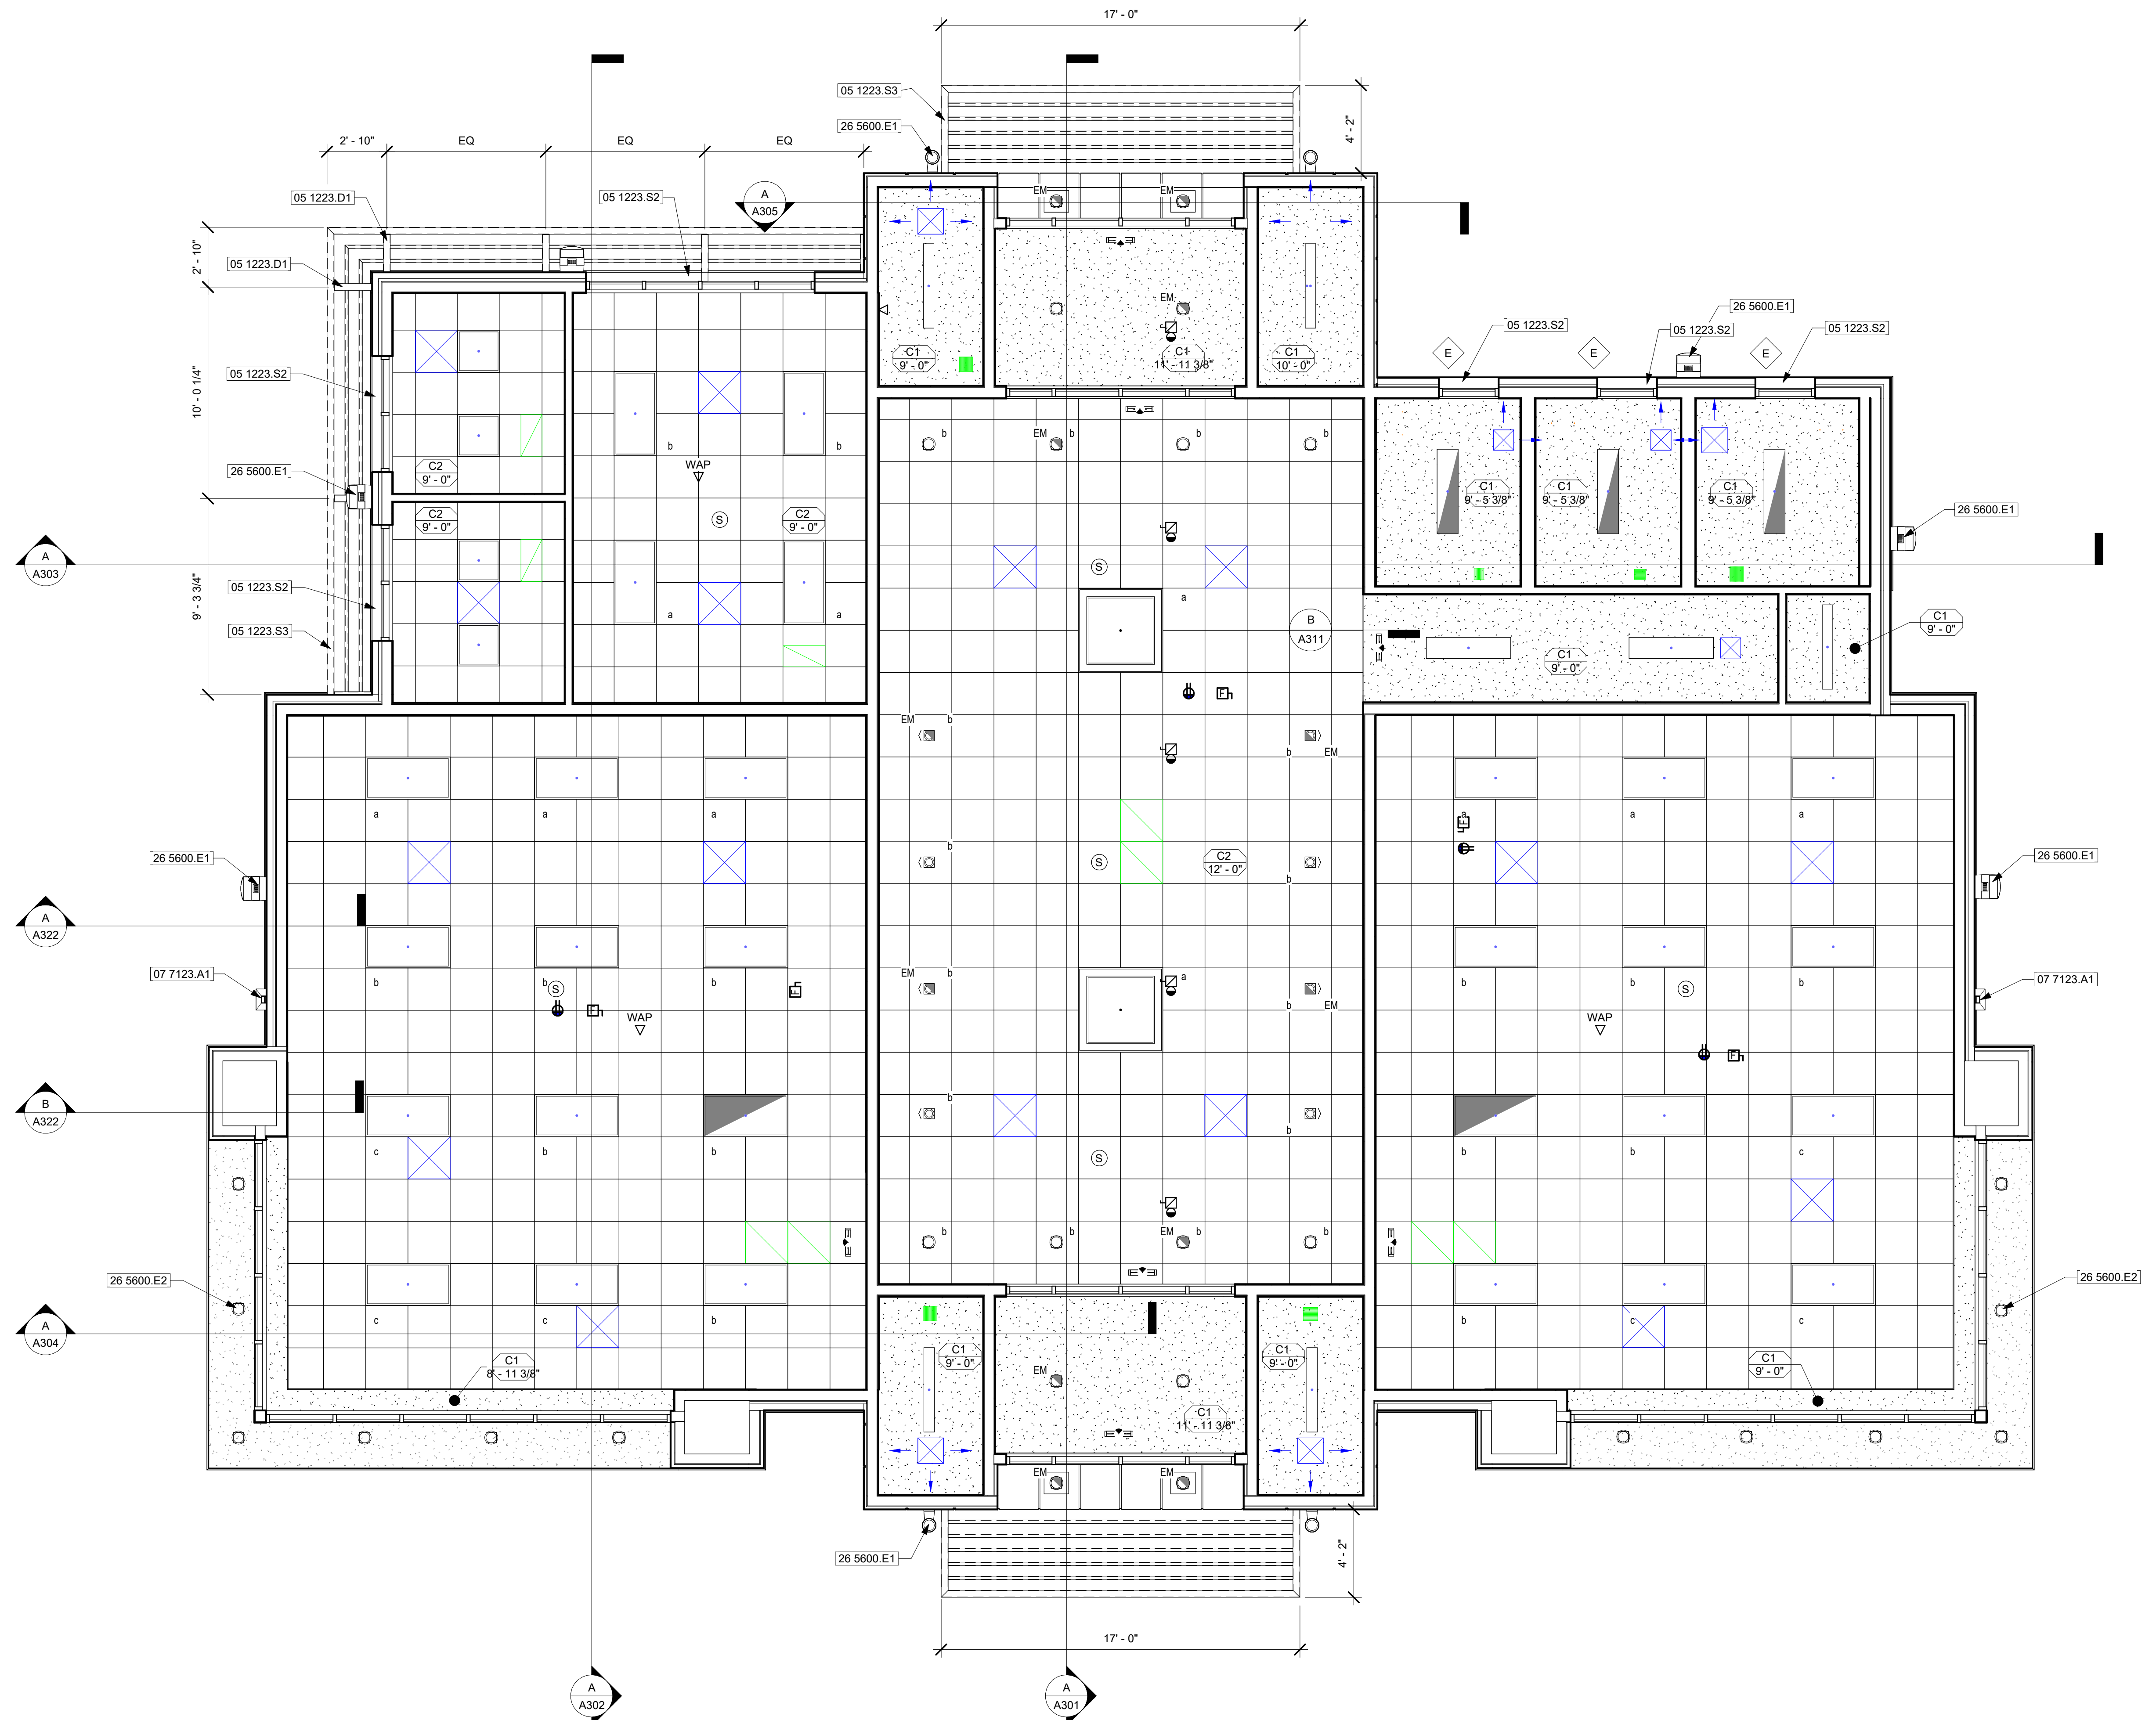 17' - 0"
05 1223.S3
26 5600.E1
4' - 2"
2' - 10"
EQ
EQ
EQ
05 1223.D1
05 1223.S2
A
A305
EM
EM
2' - 10"
05 1223.D1
EM
26 5600.E1
05 1223.S2
05 1223.S2
05 1223.S2
E
E
E
C1
9' - 0"
C1
11' - 11 3/8"
C1
10' - 0"
05 1223.S2
10' - 0 1/4"
b
b
b
EM
b
b
b
WAP
26 5600.E1
C2
9' - 0"
C1
9' - 5 3/8"
C1
9' - 5 3/8"
C1
9' - 5 3/8"
26 5600.E1
C2
9' - 0"
S
C2
9' - 0"
A
A303
S
05 1223.S2
9' - 3 3/4"
a
a
a
05 1223.S3
B
A311
C1
9' - 0"
C1
9' - 0"
F
EM
b
b
EM
a
a
a
a
a
a
F
b
26 5600.E1
S
C2
12' - 0"
b
26 5600.E1
A
A322
07 7123.A1
b
b
b
S
F
F
WAP
EM
b
a
b
EM
b
b
b
S
WAP
F
07 7123.A1
B
A322
b
b
c
b
b
S
b
b
c
b
EM
b
b
26 5600.E2
26 5600.E2
A
A304
c
c
b
b
c
c
C1
8' - 11 3/8"
C1
9' - 0"
EM
C1
9' - 0"
C1
9' - 0"
C1
11' - 11 3/8"
EM
EM
26 5600.E1
4' - 2"
17' - 0"
A
A302
A
A301